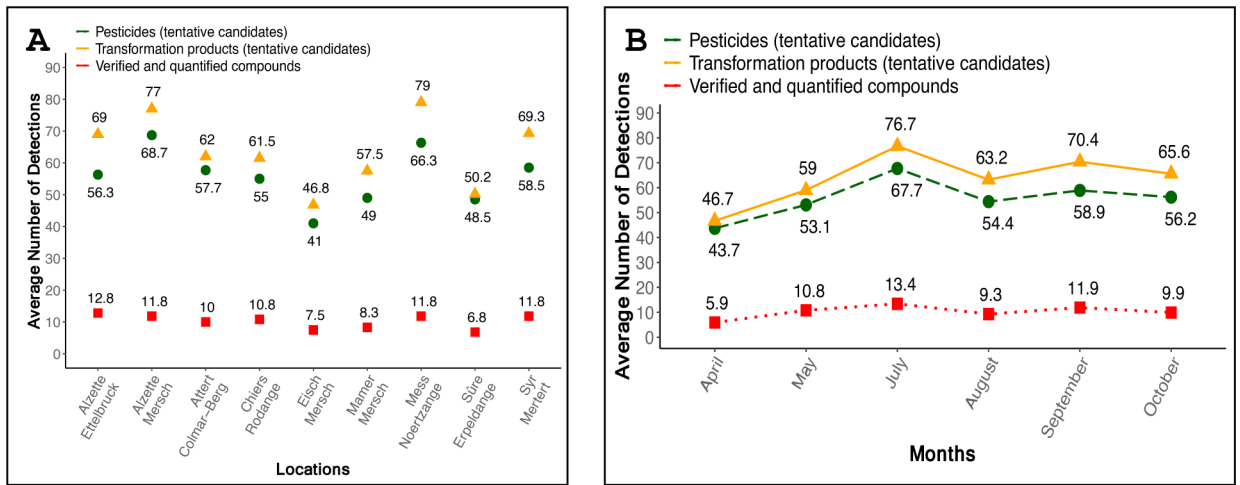 A
Pesticides (tentative candidates)
Transformation products (tentative candidates)
Verified and quantified compounds
Average Number of Detections
90
80
70
60
50
40
30
20
10
0
69 77 62 61.5 46.8 57.5 79 50.2 69.3
56.3 68.7 57.7 55 41 49 66.3 48.5 58.5
12.8 11.8 10 10.8 7.5 8.3 11.8 6.8 11.8
Alzette
Ettelbruck
Alzette
Mersch
Attert
Colmar−Berg
Chiers
Rodange
Eisch
Mersch
Mamer
Mersch
Mess
Noertzange
Sûre
Erpeldange
Syr
Mertert
Locations
B
Pesticides (tentative candidates)
Transformation products (tentative candidates)
Verified and quantified compounds
Average Number of Detections
90
80
70
60
50
40
30
20
10
0
46.7 59 76.7 63.2 70.4 65.6
43.7 53.1 67.7 54.4 58.9 56.2
5.9 10.8 13.4 9.3 11.9 9.9
April
May
July
August
September
October
Months